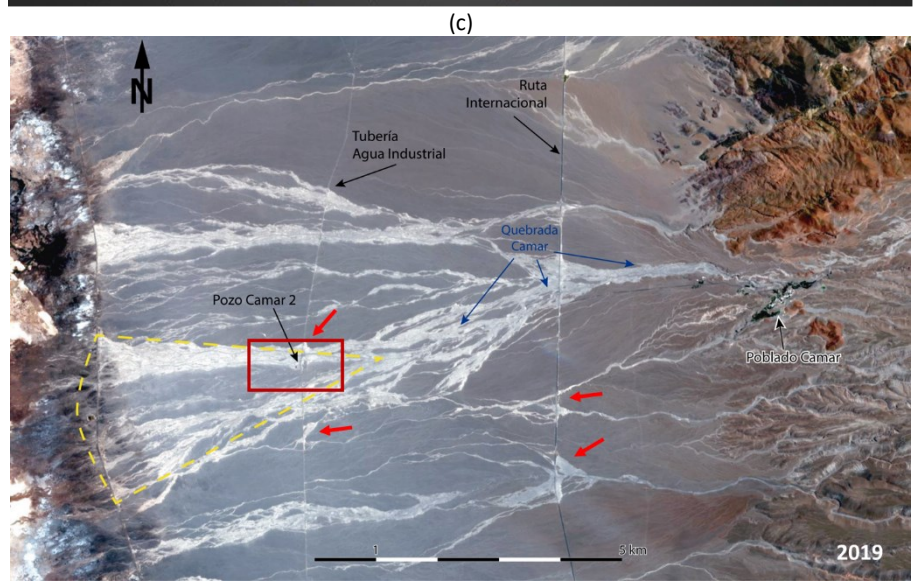 (c)
N
Ruta
Internacional
Tubería
Agua Industrial
Quebrada
Camar
Pozo Camar 2
Poblado Camar
1
5 km
2019